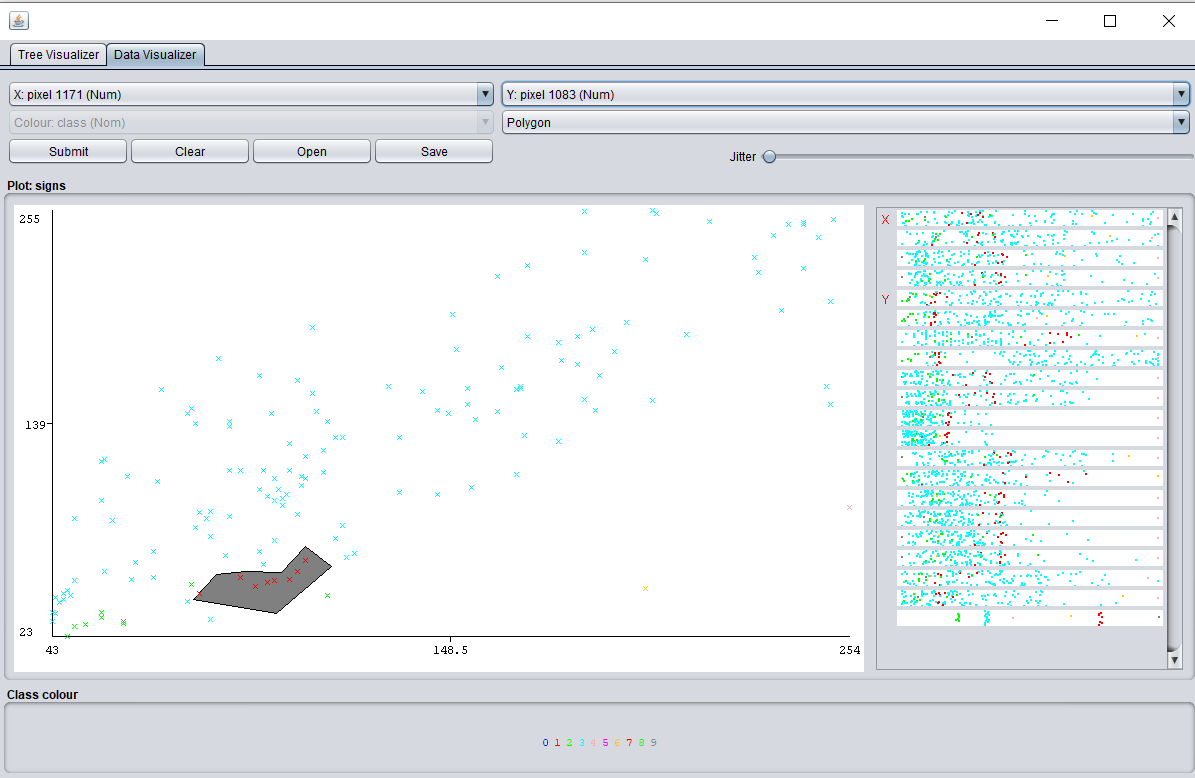 Tree Visualizer Data Visualizer
X: pixel 1171 (Num) Y: pixel 1083 (Num)
Colour: class (Nom) Polygon
Submit Clear Open Save Jitter
Plot: signs
255
X
Y
139
23
43 148.5 254
Class colour
0 1 2 3 4 5 6 7 8 9